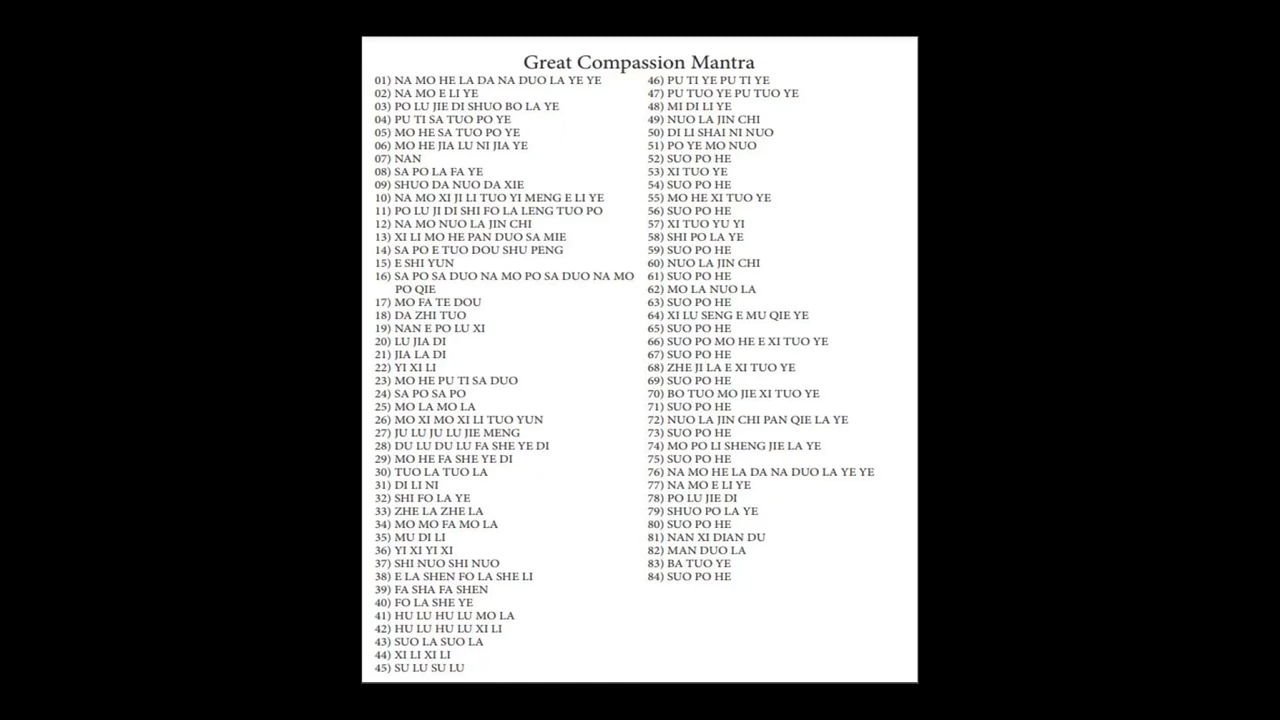 Great Compassion Mantra
01) NA MO HE LA DA NA DUO LA YE YE
02) NA MO E LI YE
03) PO LU JIE DI SHUO BO LA YE
04) PU TI SA TUO PO YE
05) MO HE SA TUO PO YE
06) MO HE JIA LU NI JIA YE
07) NAN
08) SA PO LA FA YE
09) SHUO DA NUO DA XIE
10) NA MO XI JI LI TUO YI MENG E LI YE
11) PO LU JI DI SHI FO LA LENG TUO PO
12) NA MO NUO LA JIN CHI
13) XI LI MO HE PAN DUO SA MIE
14) SA PO E TUO DOU SHU PENG
15) E SHI YUN
16) SA PO SA DUO NA MO PO SA DUO NA MO
PO QIE
17) MO FA TE DOU
18) DA ZHI TUO
19) NAN E PO LU XI
20) LU JIA DI
21) JIA LA DI
22) YI XI LI
23) MO HE PU TI SA DUO
24) SA PO SA PO
25) MO LA MO LA
26) MO XI MO XI LI TUO YUN
27) JU LU JU LU JIE MENG
28) DU LU DU LU FA SHE YE DI
29) MO HE FA SHE YE DI
30) TUO LA TUO LA
31) DI LI NI
32) SHI FO LA YE
33) ZHE LA ZHE LA
34) MO MO FA MO LA
35) MU DI LI
36) YI XI YI XI
37) SHI NUO SHI NUO
38) E LA SHEN FO LA SHE LI
39) FA SHA FA SHEN
40) FO LA SHE YE
41) HU LU HU LU MO LA
42) HU LU HU LU XI LI
43) SUO LA SUO LA
44) XI LI XI LI
45) SU LU SU LU
46) PU TI YE PU TI YE
47) PU TUO YE PU TUO YE
48) MI DI LI YE
49) NUO LA JIN CHI
50) DI LI SHAI NI NUO
51) PO YE MO NUO
52) SUO PO HE
53) XI TUO YE
54) SUO PO HE
55) MO HE XI TUO YE
56) SUO PO HE
57) XI TUO YU YI
58) SHI PO LA YE
59) SUO PO HE
60) NUO LA JIN CHI
61) SUO PO HE
62) MO LA NUO LA
63) SUO PO HE
64) XI LU SENG E MU QIE YE
65) SUO PO HE
66) SUO PO MO HE E XI TUO YE
67) SUO PO HE
68) ZHE JI LA E XI TUO YE
69) SUO PO HE
70) BO TUO MO JIE XI TUO YE
71) SUO PO HE
72) NUO LA JIN CHI PAN QIE LA YE
73) SUO PO HE
74) MO PO LI SHENG JIE LA YE
75) SUO PO HE
76) NA MO HE LA DA NA DUO LA YE YE
77) NA MO E LI YE
78) PO LU JIE DI
79) SHUO PO LA YE
80) SUO PO HE
81) NAN XI DIAN DU
82) MAN DUO LA
83) BA TUO YE
84) SUO PO HE